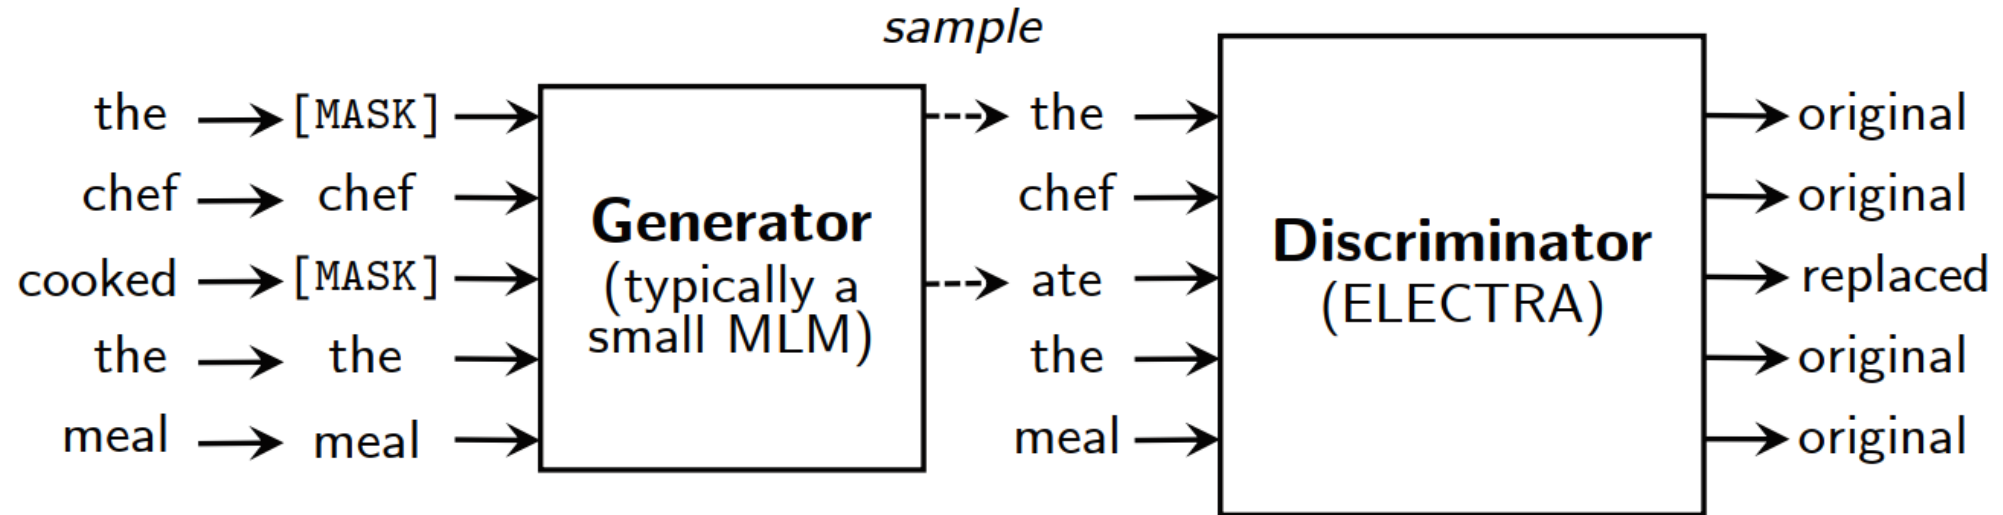 sample
the [MASK] the original
chef chef chef original
cooked [MASK] ate replaced
the the the original
meal meal meal original
Generator
(typically a
small MLM)
Discriminator
(ELECTRA)